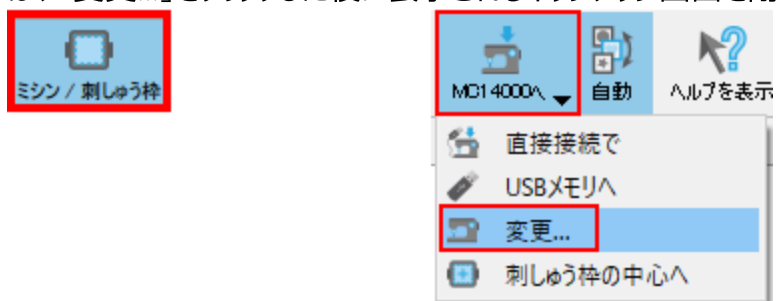 ミシン / 刺しゅう枠
MC14000へ
自動
ヘルプを表示
直接接続で
USBメモリへ
変更...
刺しゅう枠の中心へ